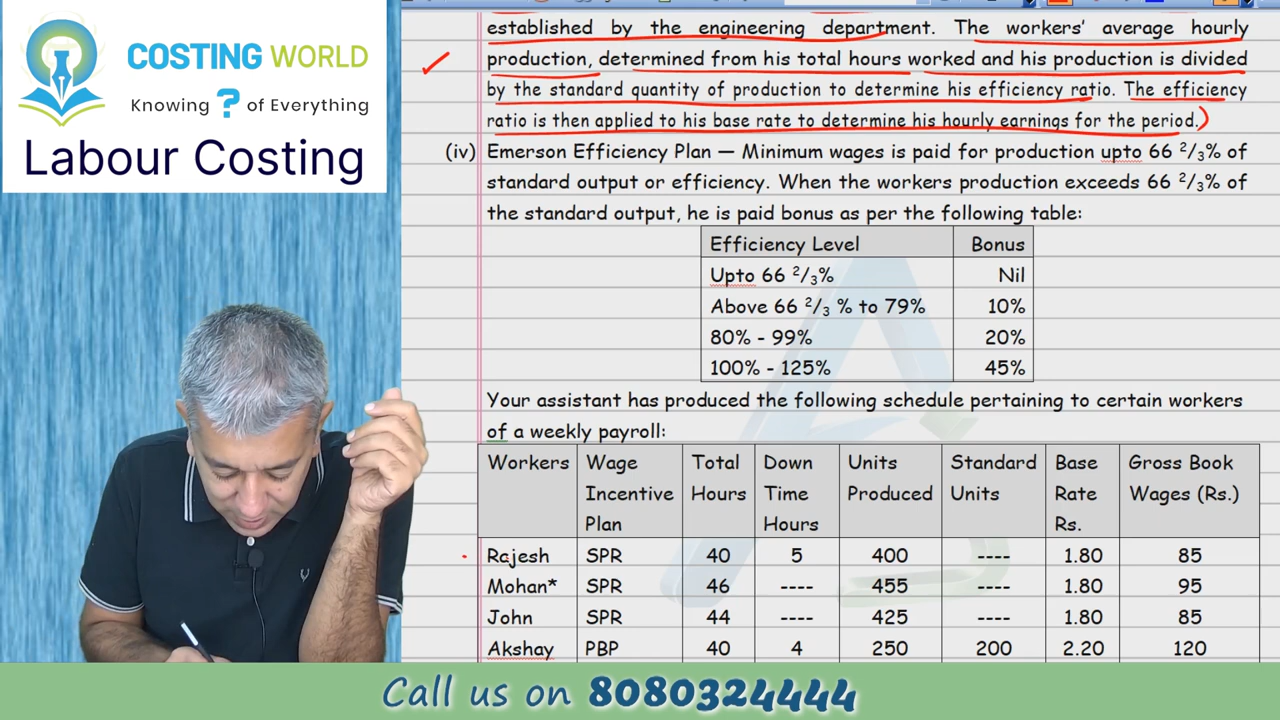 COSTING WORLD
Knowing ? of Everything
Labour Costing
established by the engineering department. The workers' average hourly
production, determined from his total hours worked and his production is divided
by the standard quantity of production to determine his efficiency ratio. The efficiency
ratio is then applied to his base rate to determine his hourly earnings for the period.)
(iv) Emerson Efficiency Plan — Minimum wages is paid for production upto 66 2/3% of
standard output or efficiency. When the workers production exceeds 66 2/3% of
the standard output, he is paid bonus as per the following table:
Efficiency Level Bonus
Upto 66 2/3% Nil
Above 66 2/3 % to 79% 10%
80% - 99% 20%
100% - 125% 45%
Your assistant has produced the following schedule pertaining to certain workers
of a weekly payroll:
Workers Wage Total Down Units Standard Base Gross Book
Incentive Hours Time Produced Units Rate Wages (Rs.)
Plan Hours Rs.
Rajesh SPR 40 5 400 ---- 1.80 85
Mohan* SPR 46 ---- 455 ---- 1.80 95
John SPR 44 ---- 425 ---- 1.80 85
Akshay PBP 40 4 250 200 2.20 120
Call us on 8080324444